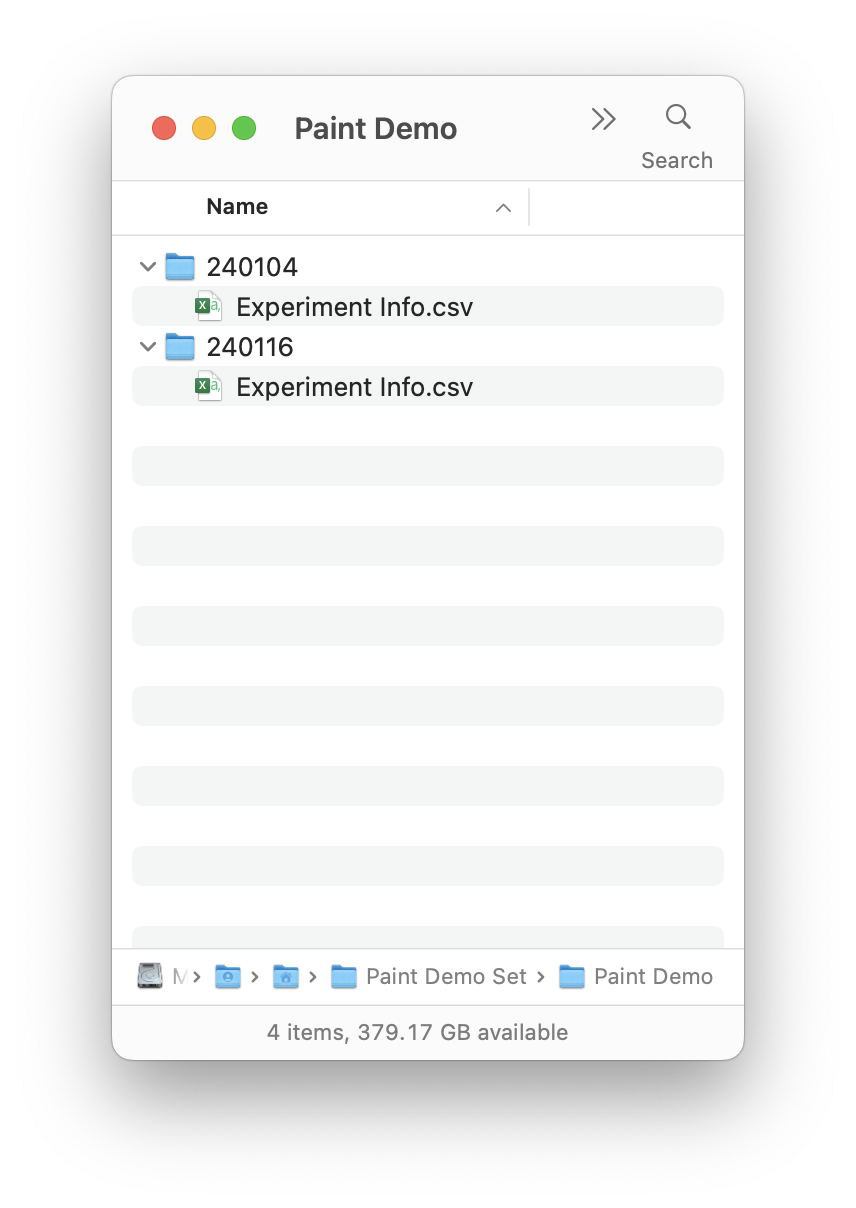 Paint Demo
Search
Name
240104
Experiment Info.csv
240116
Experiment Info.csv
Paint Demo Set Paint Demo
4 items, 379.17 GB available